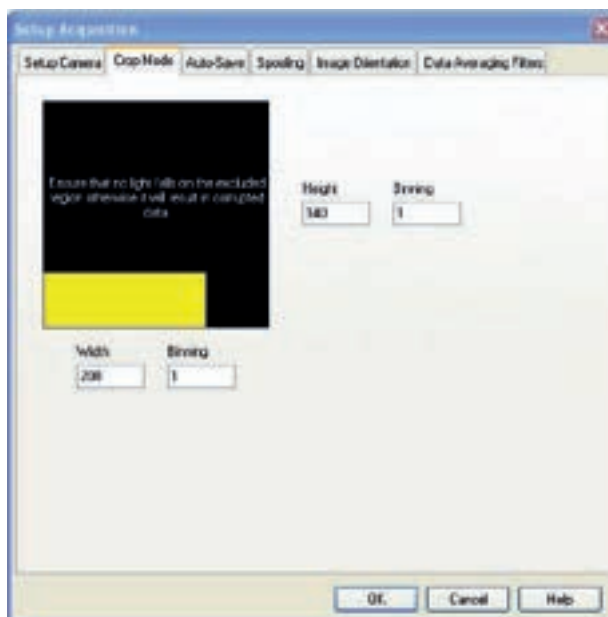 Setup Acquisition
Setup Camera Crop Mode Auto-Save Spooling Image Orientation Data Averaging Filters
Ensure that no light falls on the excluded
region otherwise it will result in corrupted
data
Height Binning
1
Width Binning
1
OK Cancel Help